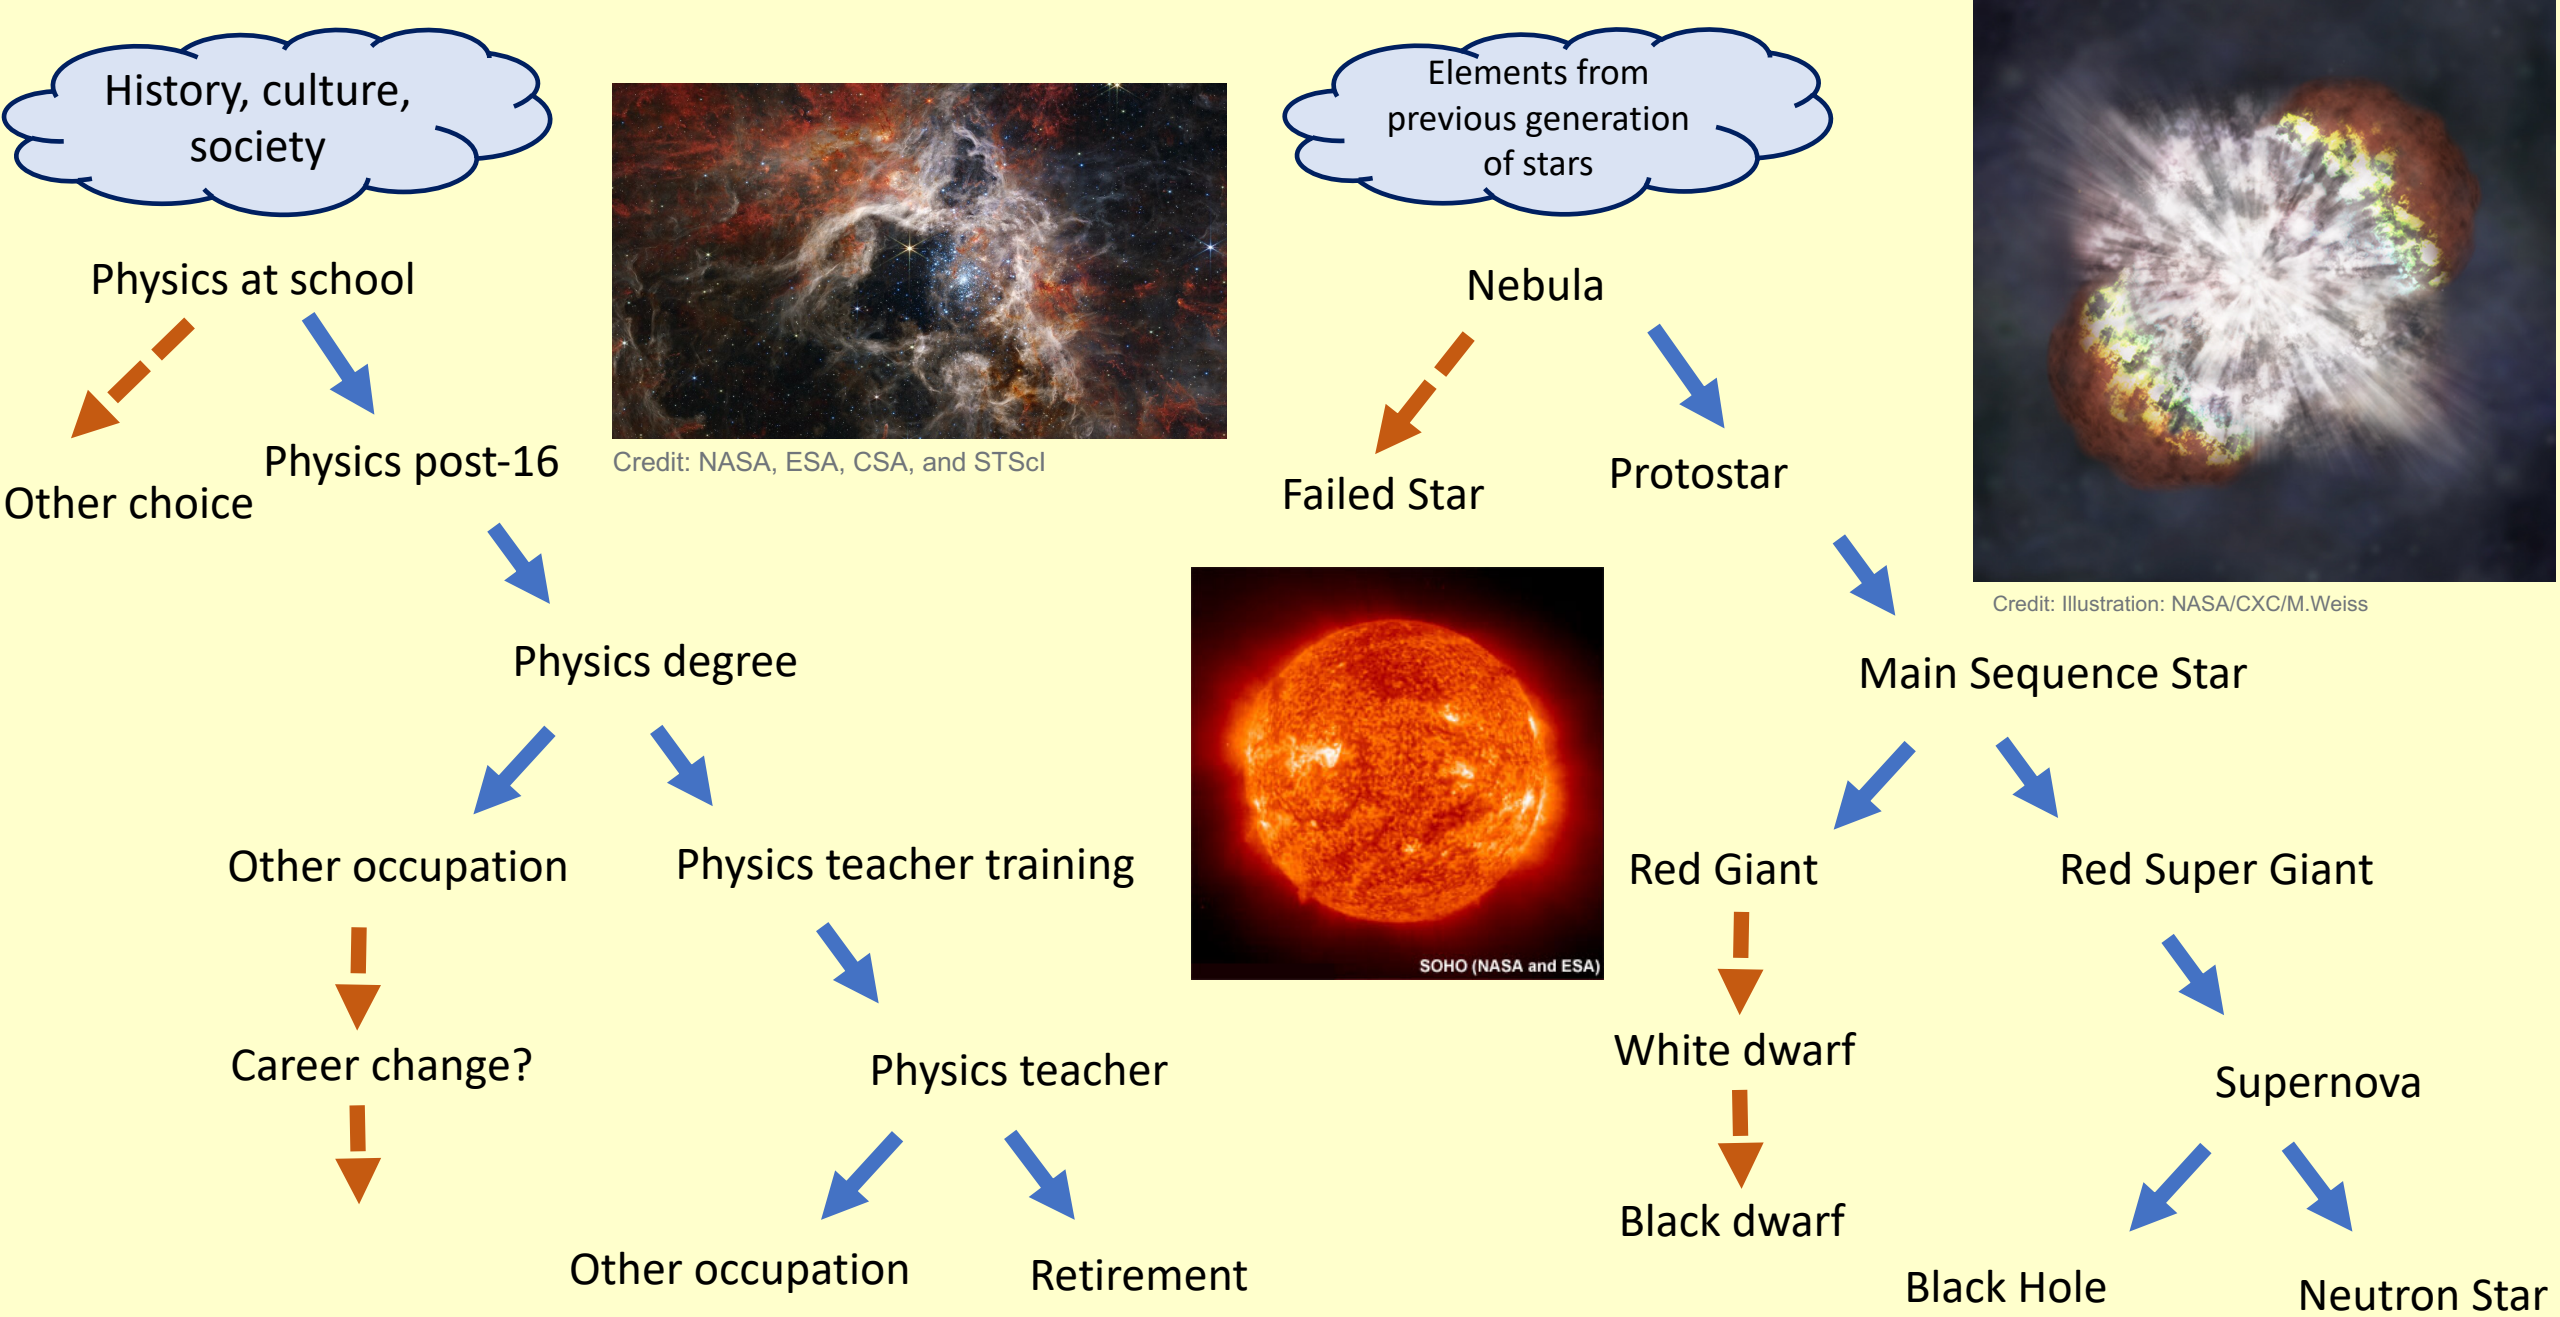 History, culture,
society
Physics at school
Other choice
Physics post-16
Physics degree
Other occupation
Physics teacher training
Career change?
Physics teacher
Other occupation
Retirement
Credit: NASA, ESA, CSA, and STScI
Elements from
previous generation
of stars
Nebula
Failed Star
Protostar
Credit: Illustration: NASA/CXC/M.Weiss
Main Sequence Star
SOHO (NASA and ESA)
Red Giant
Red Super Giant
White dwarf
Supernova
Black dwarf
Black Hole
Neutron Star